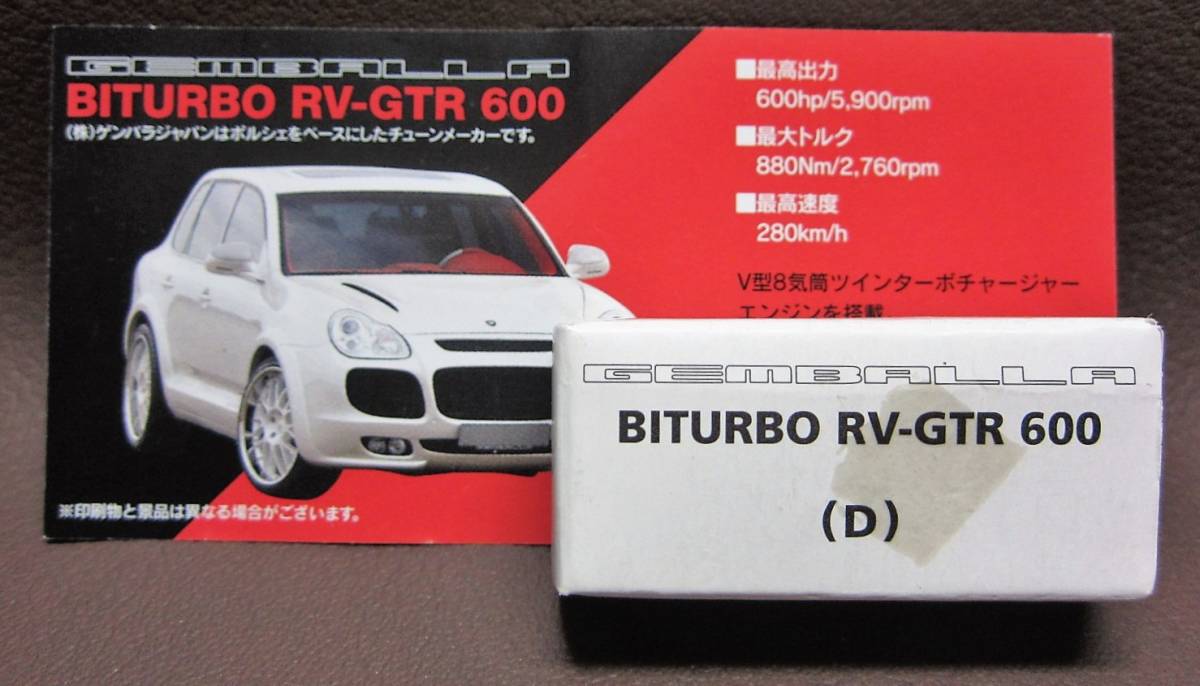 GEMBALLA
BITURBO RV-GTR 600
(株)ゲンバラジャパンはポルシェをベースにしたチューンメーカーです。
■最高出力
600hp/5,900rpm
■最大トルク
880Nm/2,760rpm
■最高速度
280km/h
V型8気筒ツインターボチャージャー
エンジンを搭載
※印刷物と景品は異なる場合がございます。
GEMBALLA
BITURBO RV-GTR 600
(D)